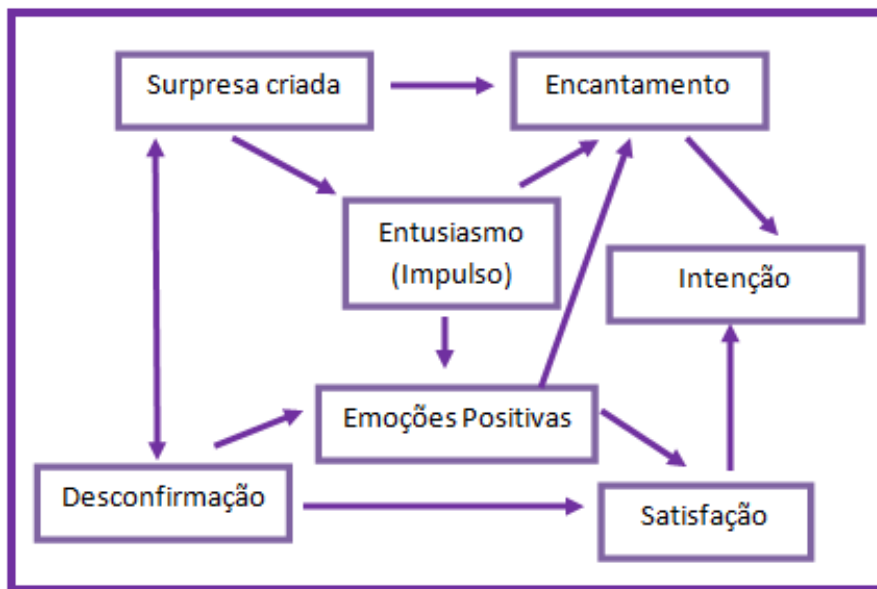 Surpresa criada
Encantamento
Entusiasmo
(Impulso)
Intenção
Emoções Positivas
Desconfirmação
Satisfação